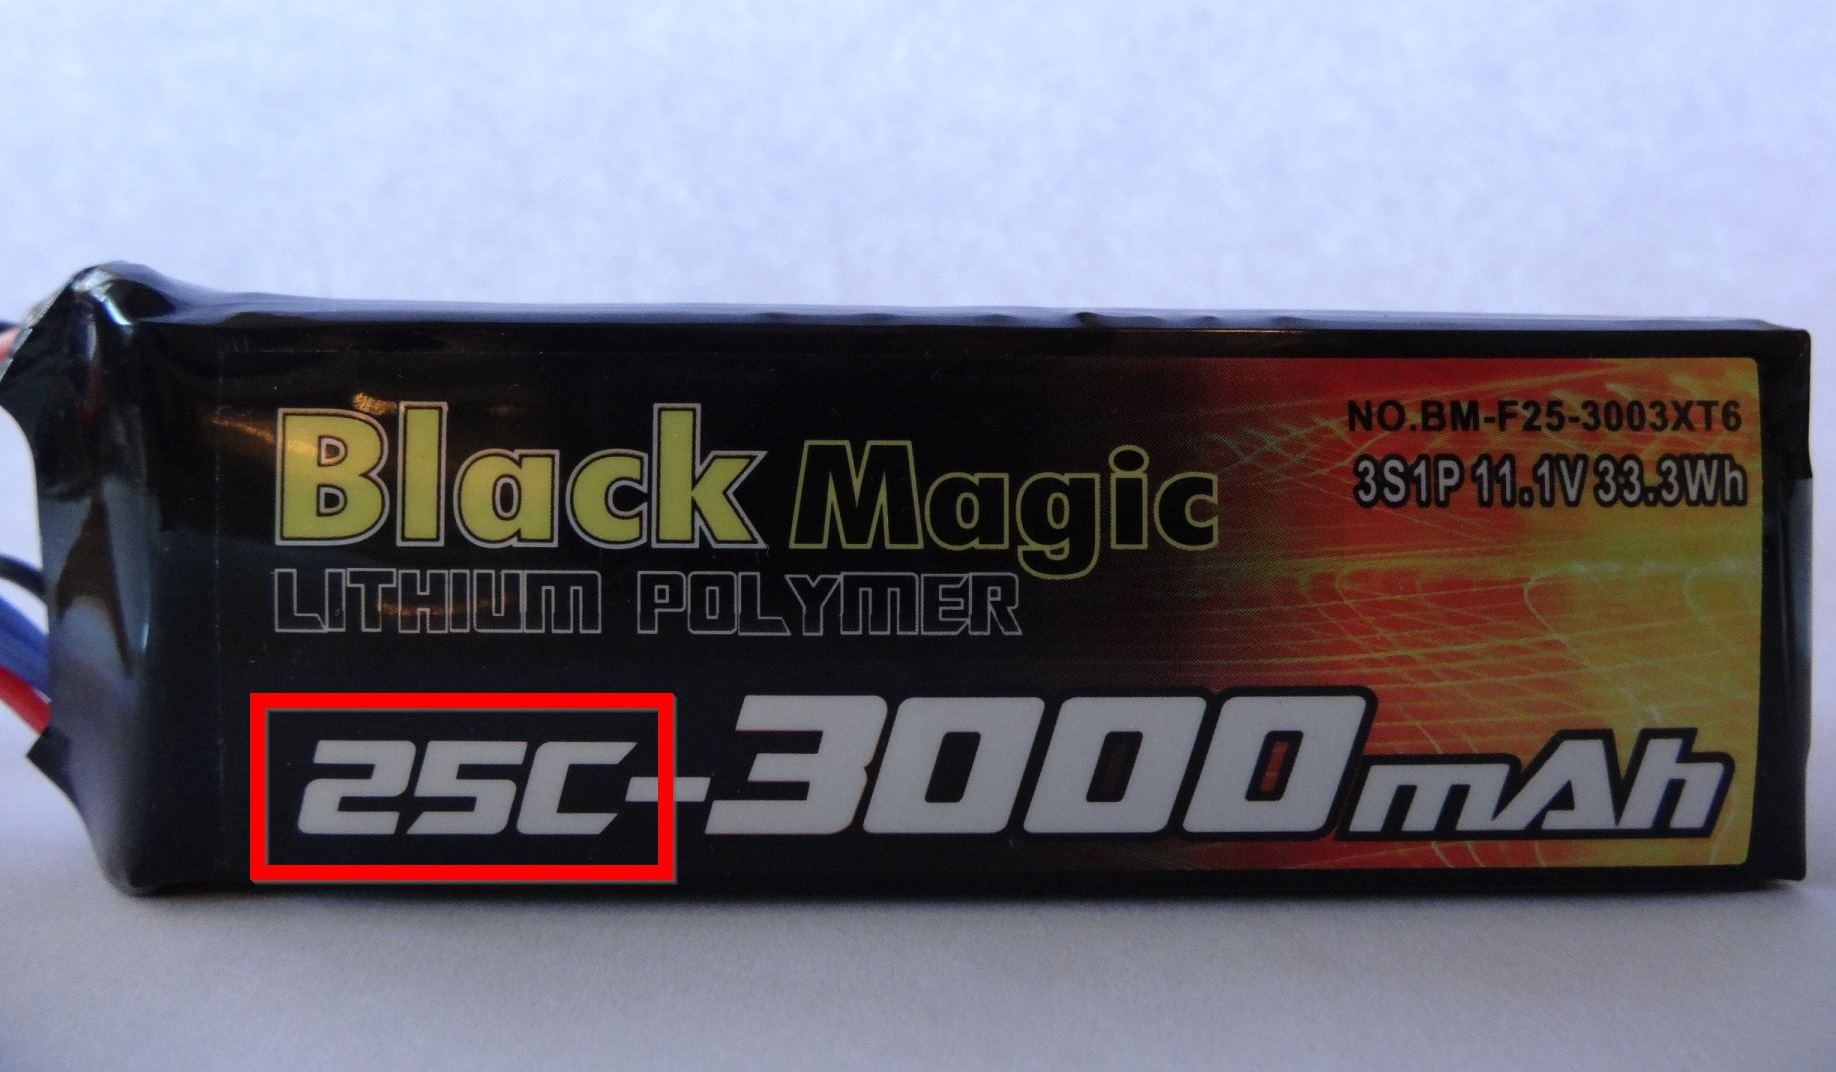 Black Magic
LITHIUM POLYMER
NO.BM-F25-3003XT6
3S1P 11.1V 33.3Wh
25C-3000mAh